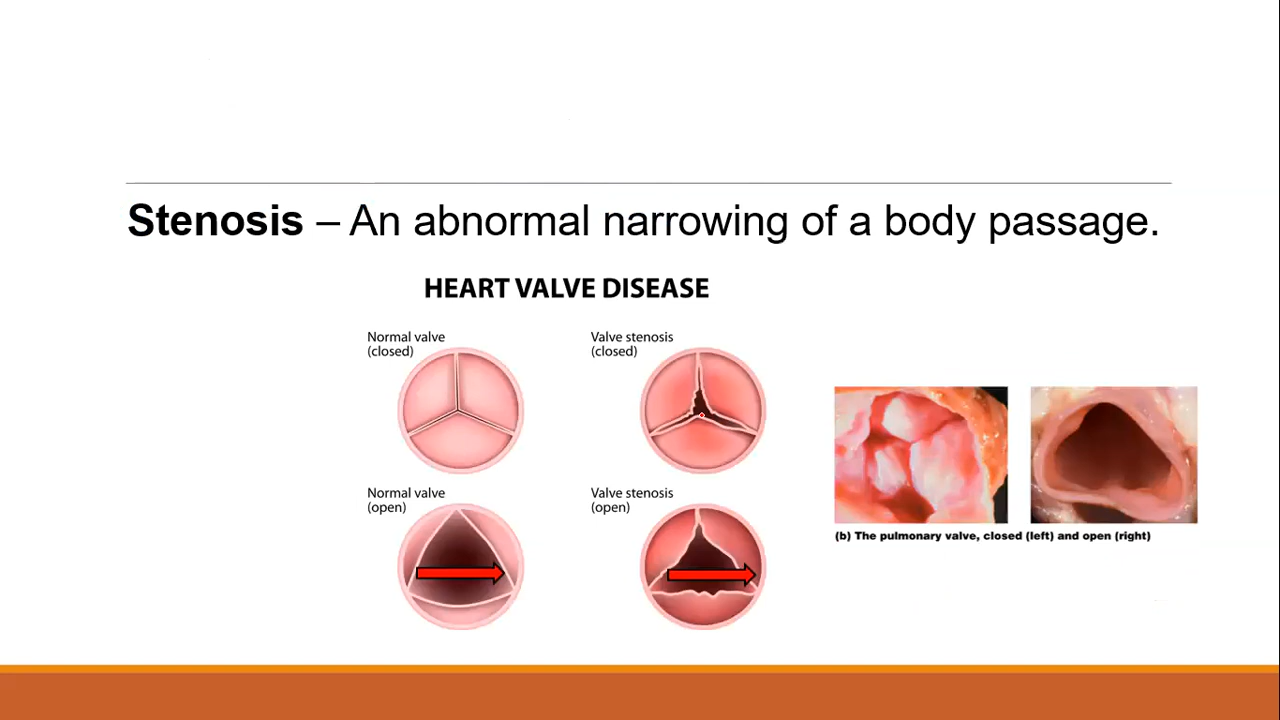 Stenosis – An abnormal narrowing of a body passage.
HEART VALVE DISEASE
Normal valve
(closed)
Valve stenosis
(closed)
Normal valve
(open)
Valve stenosis
(open)
(b) The pulmonary valve, closed (left) and open (right)